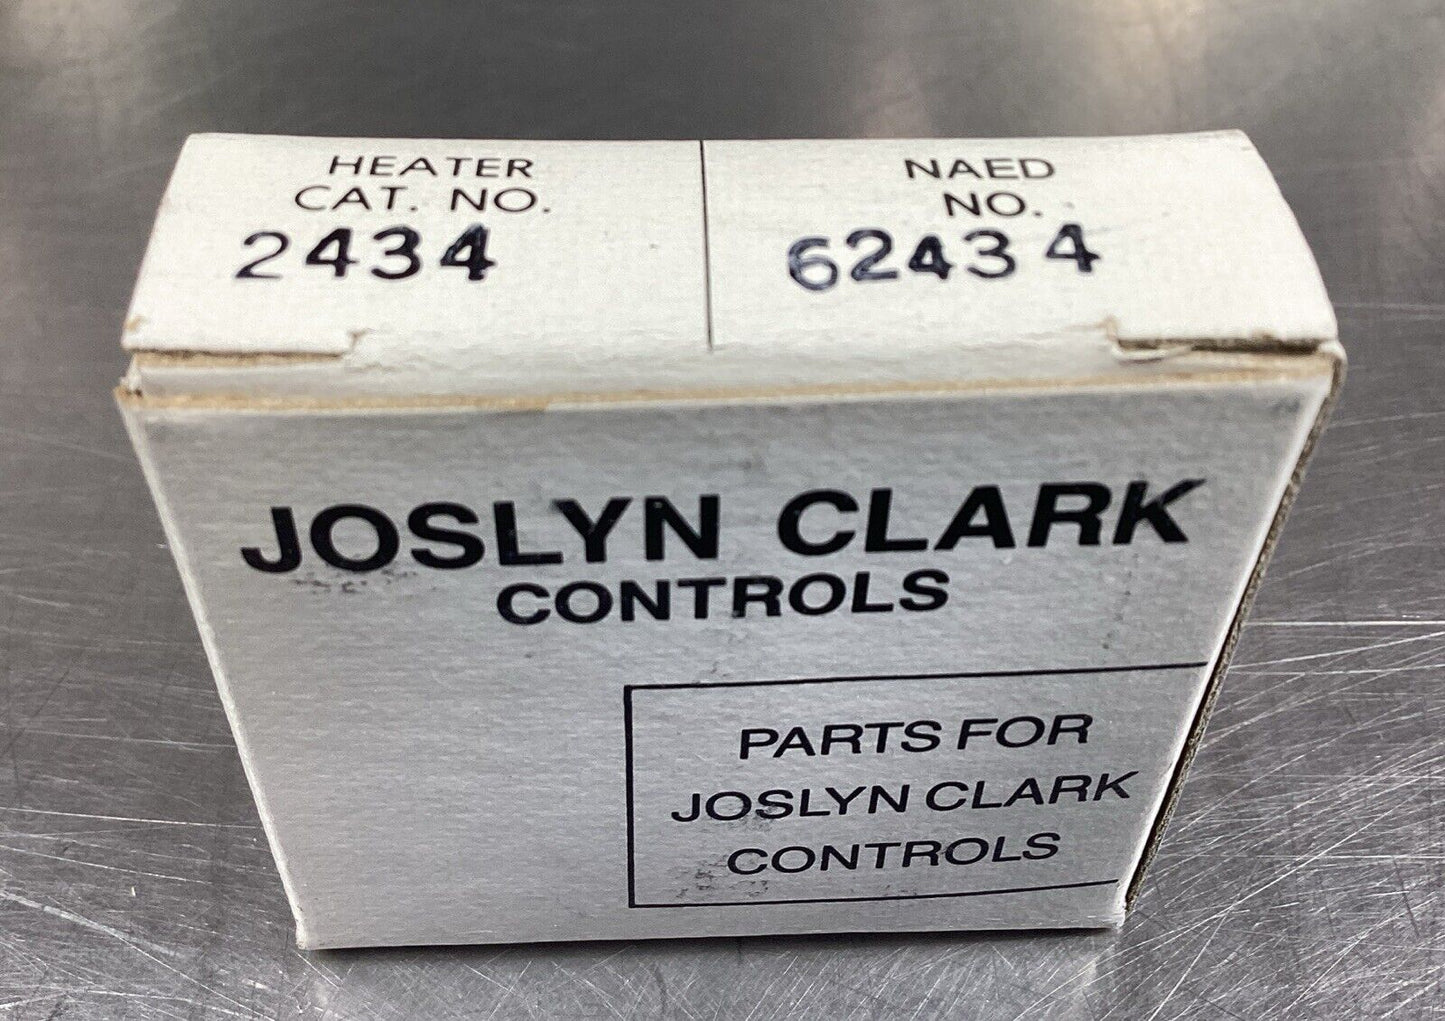 HEATER
CAT. NO.
2434
NAED
NO.
62434
JOSLYN CLARK
CONTROLS
PARTS FOR
JOSLYN CLARK
CONTROLS